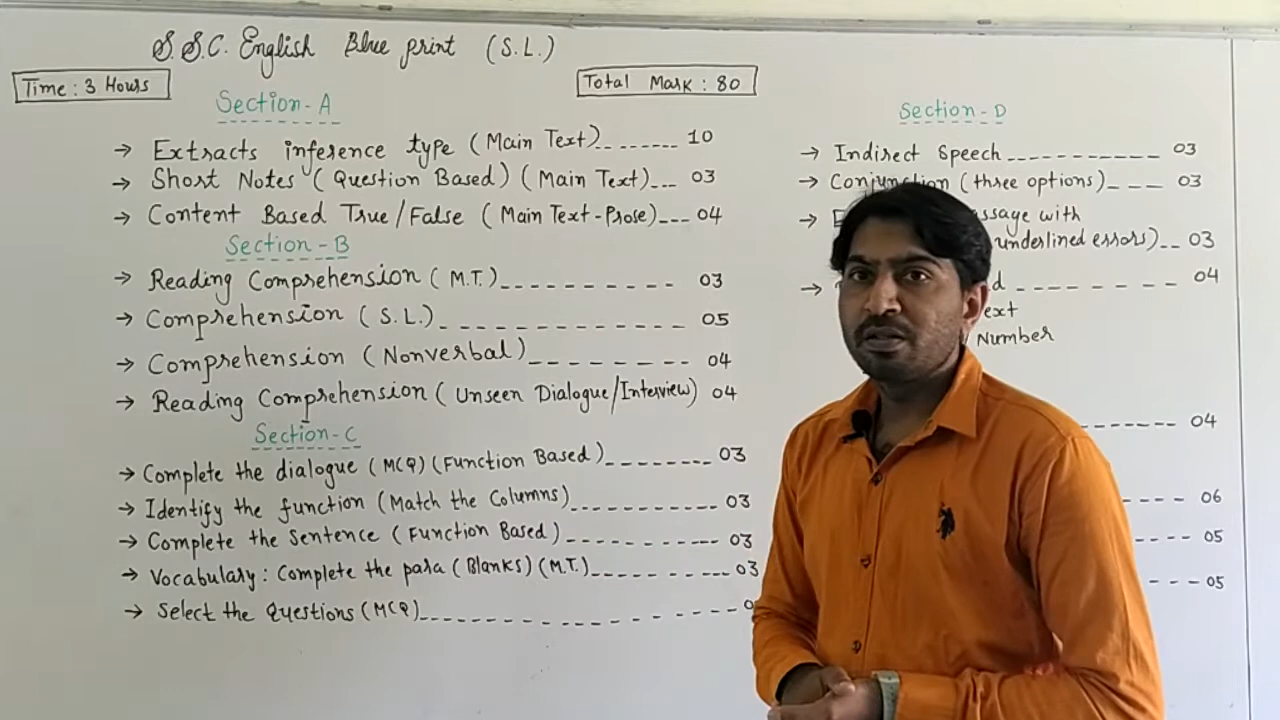 S.S.C. English Blue print (S.L.)
Time : 3 Hours
Total Mark : 80
Section-A
→ Extracts inference type (Main Text)-------- 10
→ Short Notes (Question Based) (Main Text)--- 03
→ Content Based True/False (Main Text-Prose)--- 04
Section-B
→ Reading Comprehension (M.T.)---------- 03
→ Comprehension (S.L.)------------- 05
→ Comprehension (Nonverbal)------- 04
→ Reading Comprehension (Unseen Dialogue/Interview) 04
Section-C
→ Complete the dialogue (MCQ) (Function Based)-------- 03
→ Identify the function (Match the Columns)----------- 03
→ Complete the Sentence (Function Based)----------- 03
→ Vocabulary : Complete the para (Blanks) (M.T.)---------- 03
→ Select the Questions (MCQ)--------------
Section-D
→ Indirect Speech----------- 03
→ Conjunction (three options)--- 03
→ with
underlined errors)-- 03
→ -------- 04
Number
------ 04
---- 06
---- 05
--- 05